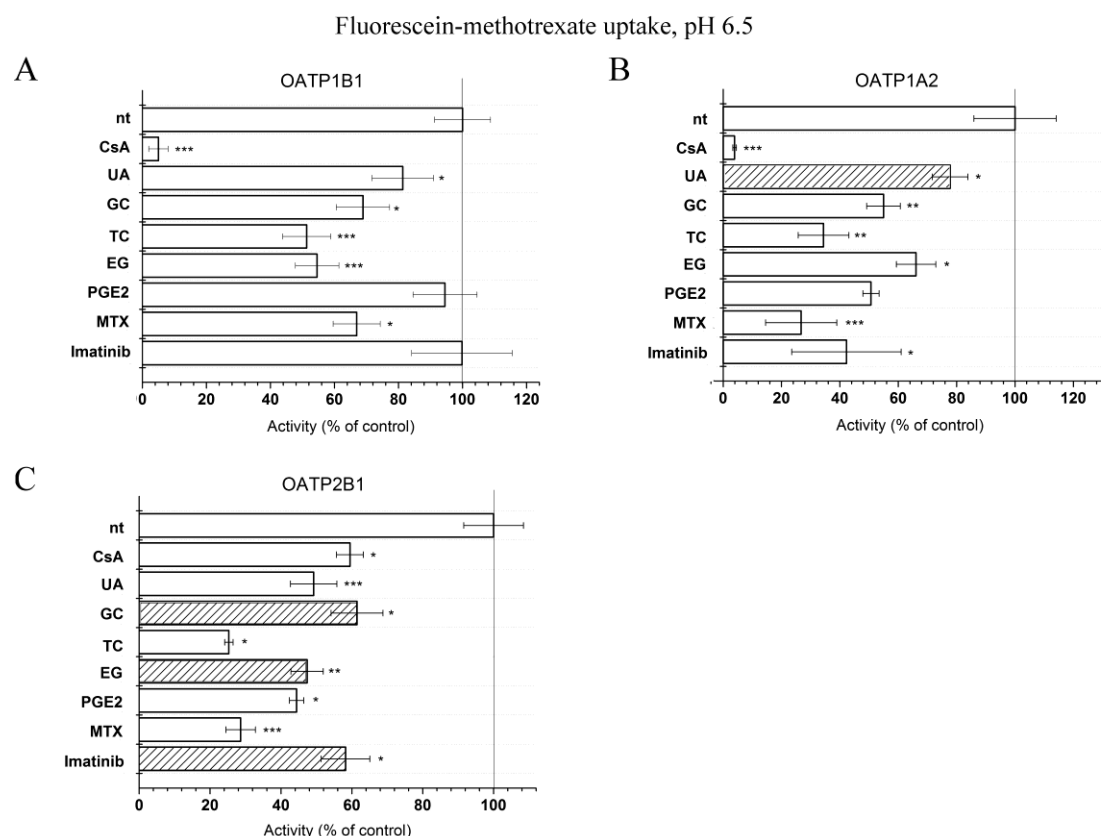 Fluorescein-methotrexate uptake, pH 6.5
A
OATP1B1
nt
CsA
***
UA
*
GC
*
TC
***
EG
***
PGE2
MTX
*
Imatinib
0 20 40 60 80 100 120
Activity (% of control)
B
OATP1A2
nt
CsA
***
UA
*
GC
**
TC
**
EG
*
PGE2
MTX
***
Imatinib
*
0 20 40 60 80 100 120
Activity (% of control)
C
OATP2B1
nt
CsA
*
UA
***
GC
*
TC
*
EG
**
PGE2
*
MTX
***
Imatinib
*
0 20 40 60 80 100
Activity (% of control)